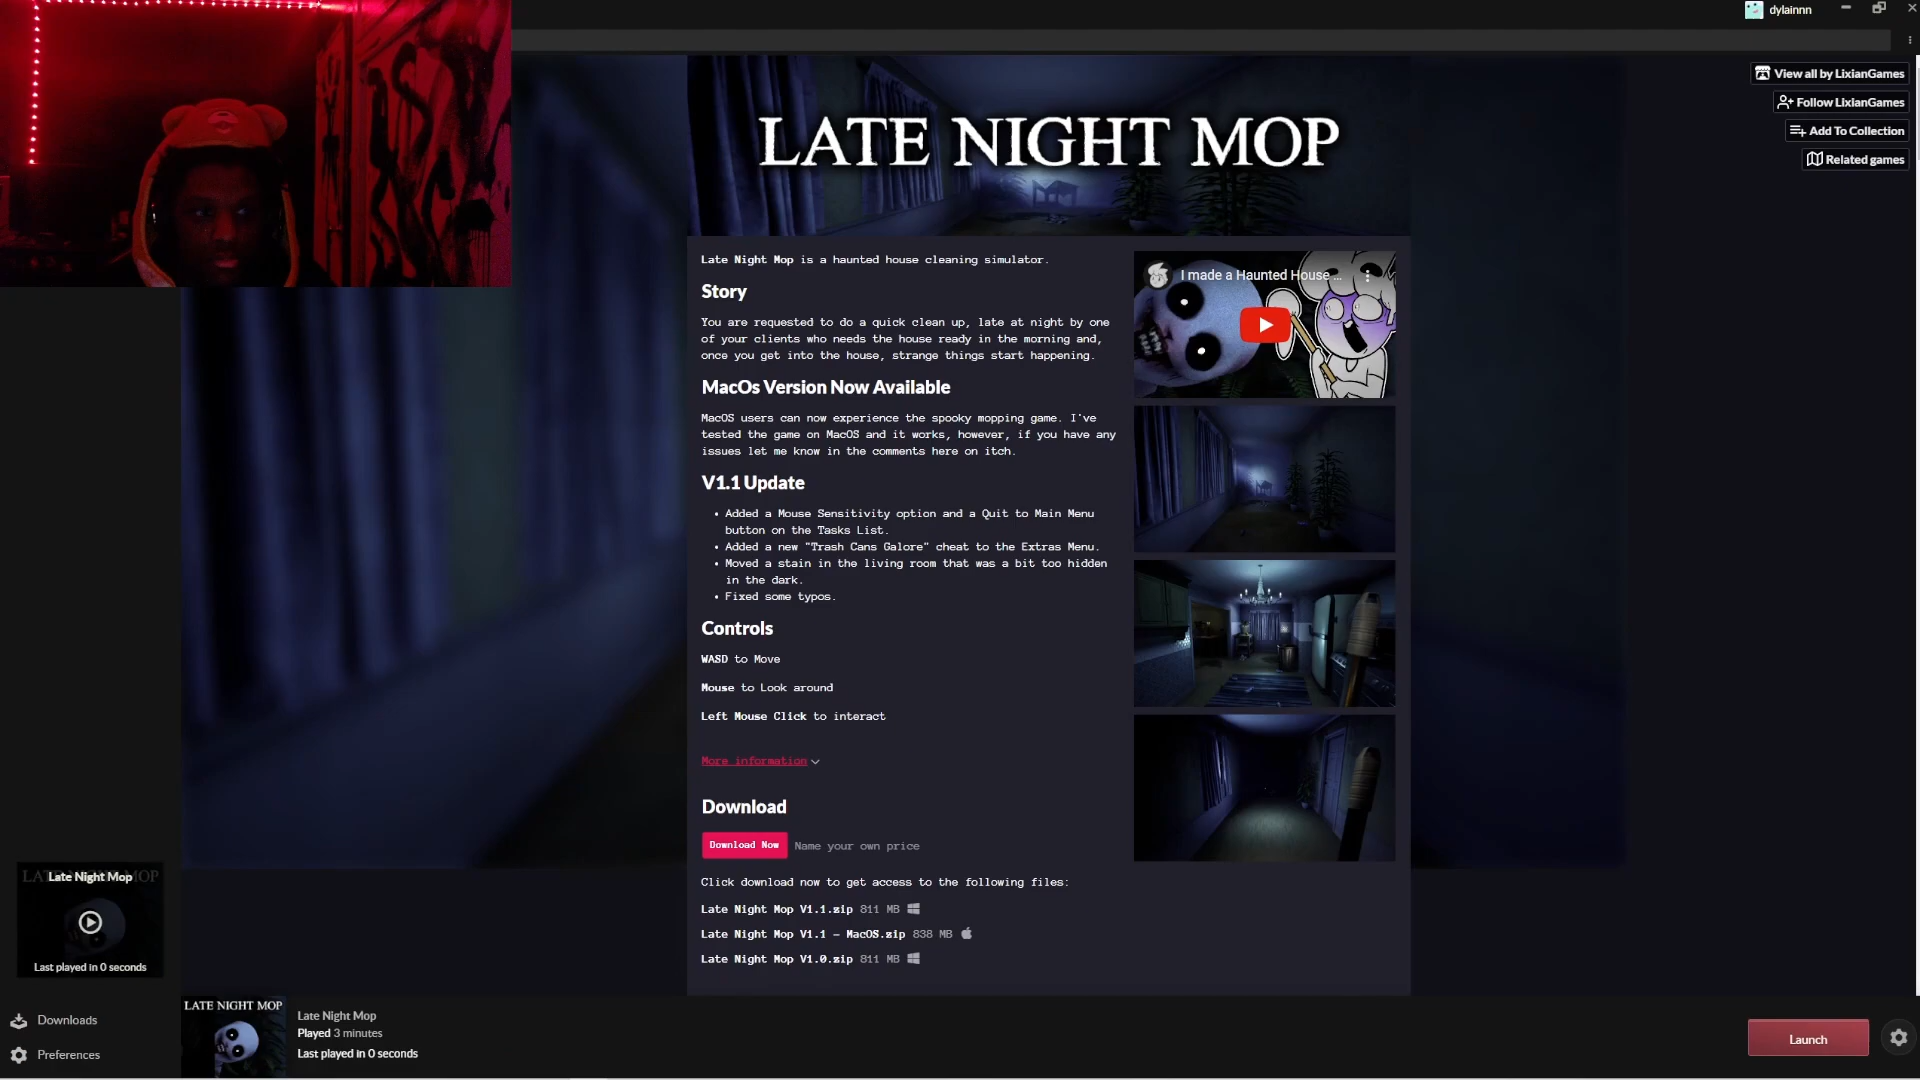 dylainnn
View all by LixianGames
Follow LixianGames
Add To Collection
Related games
LATE NIGHT MOP
Late Night Mop is a haunted house cleaning simulator.
Story
You are requested to do a quick clean up, late at night by one
of your clients who needs the house ready in the morning and,
once you get into the house, strange things start happening.
MacOs Version Now Available
MacOS users can now experience the spooky mopping game. I've
tested the game on MacOS and it works, however, if you have any
issues let me know in the comments here on itch.
V1.1 Update
• Added a Mouse Sensitivity option and a Quit to Main Menu
button on the Tasks List.
• Added a new "Trash Cans Galore" cheat to the Extras Menu.
• Moved a stain in the living room that was a bit too hidden
in the dark.
• Fixed some typos.
Controls
WASD to Move
Mouse to Look around
Left Mouse Click to interact
More information
Download
Download Now Name your own price
Click download now to get access to the following files:
Late Night Mop V1.1.zip 811 MB
Late Night Mop V1.1 - MacOS.zip 838 MB
Late Night Mop V1.0.zip 811 MB
I made a Haunted House ...
Late Night Mop
Last played in 0 seconds
Downloads
Preferences
LATE NIGHT MOP
Late Night Mop
Played 3 minutes
Last played in 0 seconds
Launch